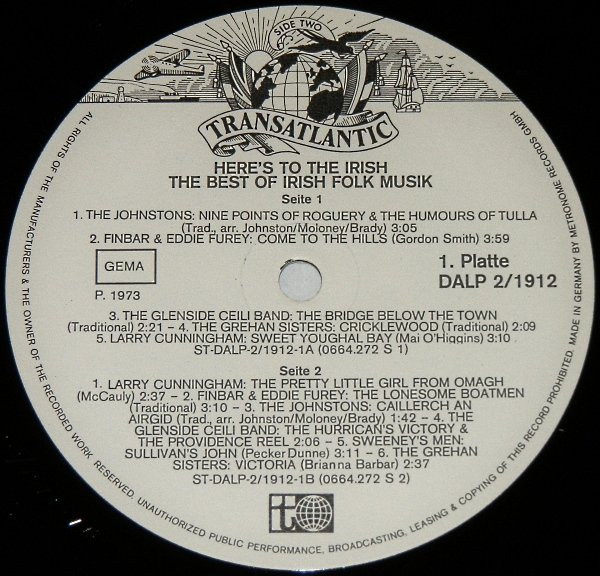 SIDE TWO
TRANSATLANTIC
HERE'S TO THE IRISH
THE BEST OF IRISH FOLK MUSIK
Seite 1
1. THE JOHNSTONS: NINE POINTS OF ROGUERY & THE HUMOURS OF TULLA
(Trad., arr. Johnston/Moloney/Brady) 3:05
2. FINBAR & EDDIE FUREY: COME TO THE HILLS (Gordon Smith) 3:59
GEMA
1. Platte
DALP 2/1912
P. 1973
3. THE GLENSIDE CEILI BAND: THE BRIDGE BELOW THE TOWN
(Traditional) 2:21 – 4. THE GREHAN SISTERS: CRICKLEWOOD (Traditional) 2:09
5. LARRY CUNNINGHAM: SWEET YOUGHAL BAY (Mai O'Higgins) 3:10
ST-DALP-2/1912-1A (0664.272 S 1)
Seite 2
1. LARRY CUNNINGHAM: THE PRETTY LITTLE GIRL FROM OMAGH
(McCauly) 2:37 – 2. FINBAR & EDDIE FUREY: THE LONESOME BOATMEN
(Traditional) 3:10 – 3. THE JOHNSTONS: CAILLERCH AN
AIRGID (Trad., arr. Johnston/Moloney/Brady) 1:42 – 4. THE
GLENSIDE CEILI BAND: THE HURRICAN'S VICTORY &
THE PROVIDENCE REEL 2:06 – 5. SWEENEY'S MEN:
SULLIVAN'S JOHN (PeckerDunne) 3:11 – 6. THE GREHAN
SISTERS: VICTORIA (Brianna Barbar) 2:37
ST-DALP-2/1912-1B (0664.272 S 2)
t
ALL RIGHTS OF THE MANUFACTURERS & THE OWNER OF THE RECORDED WORK RESERVED. UNAUTHORIZED PUBLIC PERFORMANCE, BROADCASTING, LEASING & COPYING OF THIS RECORD PROHIBITED. MADE IN GERMANY BY METRONOME RECORDS GMBH